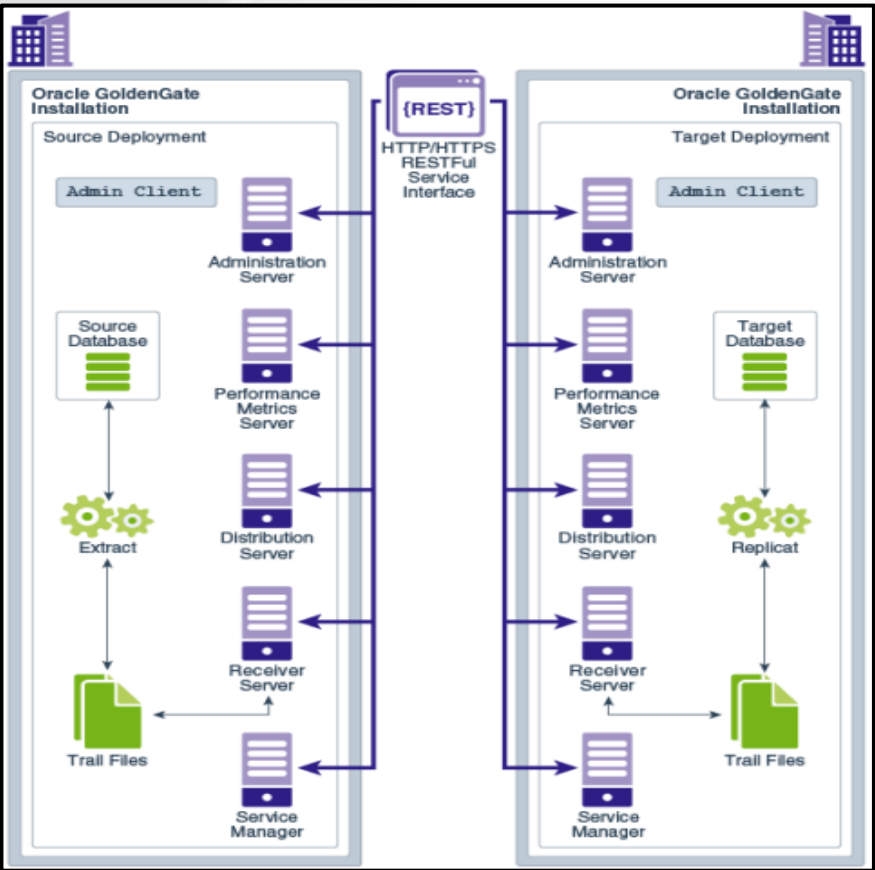 Oracle GoldenGate
Installation
Source Deployment
Admin Client
Administration
Server
Source
Database
Performance
Metrics
Server
Extract
Distribution
Server
Receiver
Server
Trail Files
Service
Manager
{REST}
HTTP/HTTPS
RESTFul
Service
Interface
Oracle GoldenGate
Installation
Target Deployment
Admin Client
Administration
Server
Target
Database
Performance
Metrics
Server
Distribution
Server
Replicat
Receiver
Server
Trail Files
Service
Manager